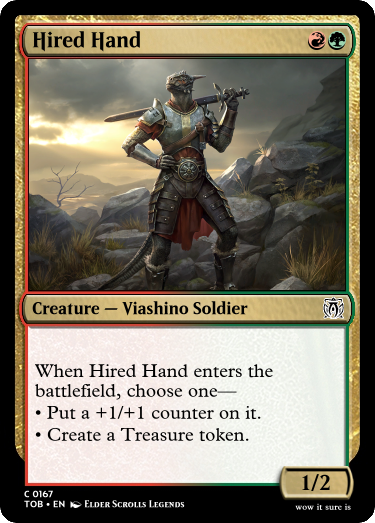 Hired Hand
Creature — Viashino Soldier
When Hired Hand enters the
battlefield, choose one—
• Put a +1/+1 counter on it.
• Create a Treasure token.
1/2
C 0167
TOB • EN Elder Scrolls Legends
wow it sure is